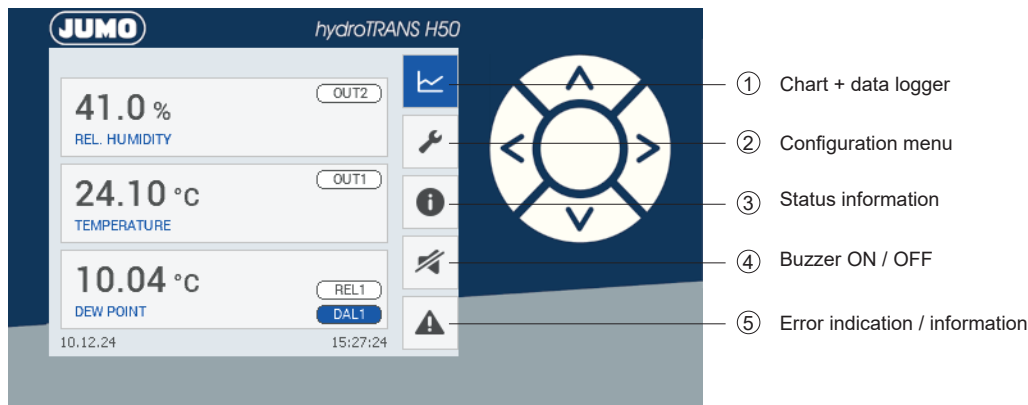 JUMO
hydroTRANS H50
41.0 %
OUT2
REL. HUMIDITY
24.10 °C
OUT1
TEMPERATURE
10.04 °C
REL1
DEW POINT
DAL1
10.12.24
15:27:24
1 Chart + data logger
2 Configuration menu
3 Status information
4 Buzzer ON / OFF
5 Error indication / information